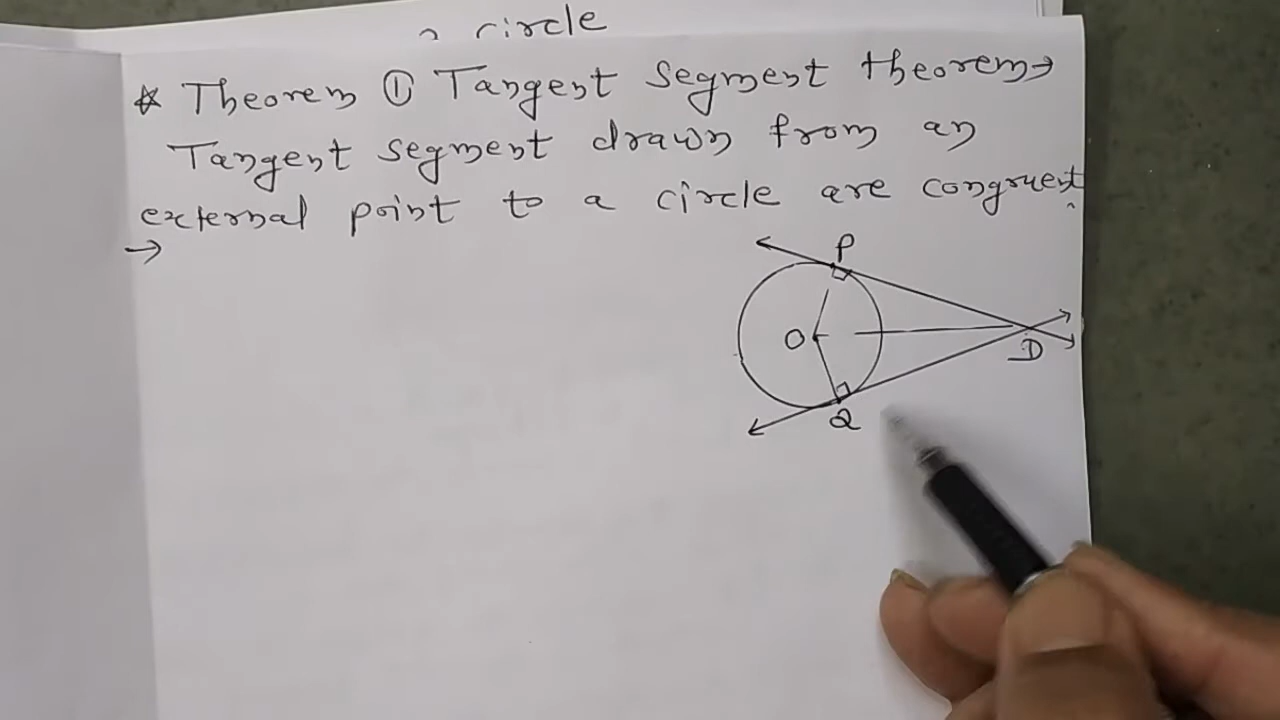 a circle
* Theorem ① Tangent segment theorem→
Tangent segment drawn from an
external point to a circle are congruent.
→
P
O
D
Q